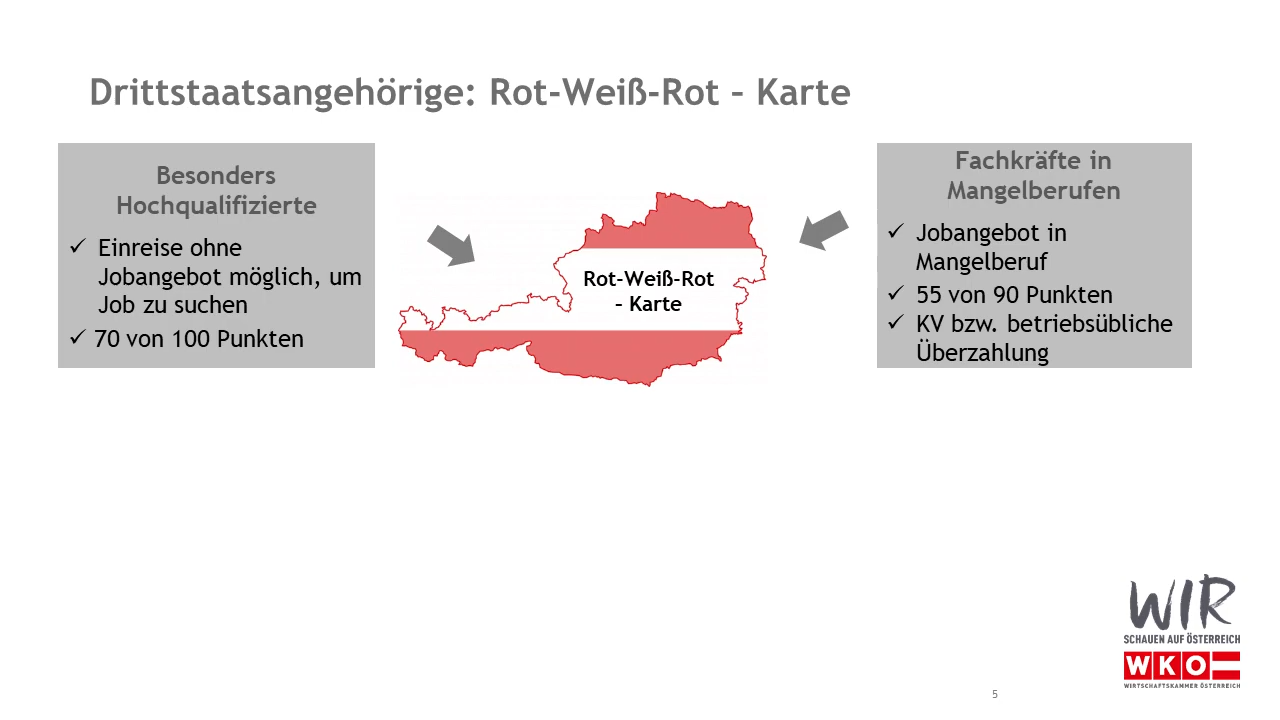 Drittstaatsangehörige: Rot-Weiß-Rot – Karte
Besonders
Hochqualifizierte
✓ Einreise ohne
Jobangebot möglich, um
Job zu suchen
✓ 70 von 100 Punkten
Rot-Weiß-Rot
– Karte
Fachkräfte in
Mangelberufen
✓ Jobangebot in
Mangelberuf
✓ 55 von 90 Punkten
✓ KV bzw. betriebsübliche
Überzahlung
WIR
SCHAUEN AUF ÖSTERREICH
WKO
WIRTSCHAFTSKAMMER ÖSTERREICH
5